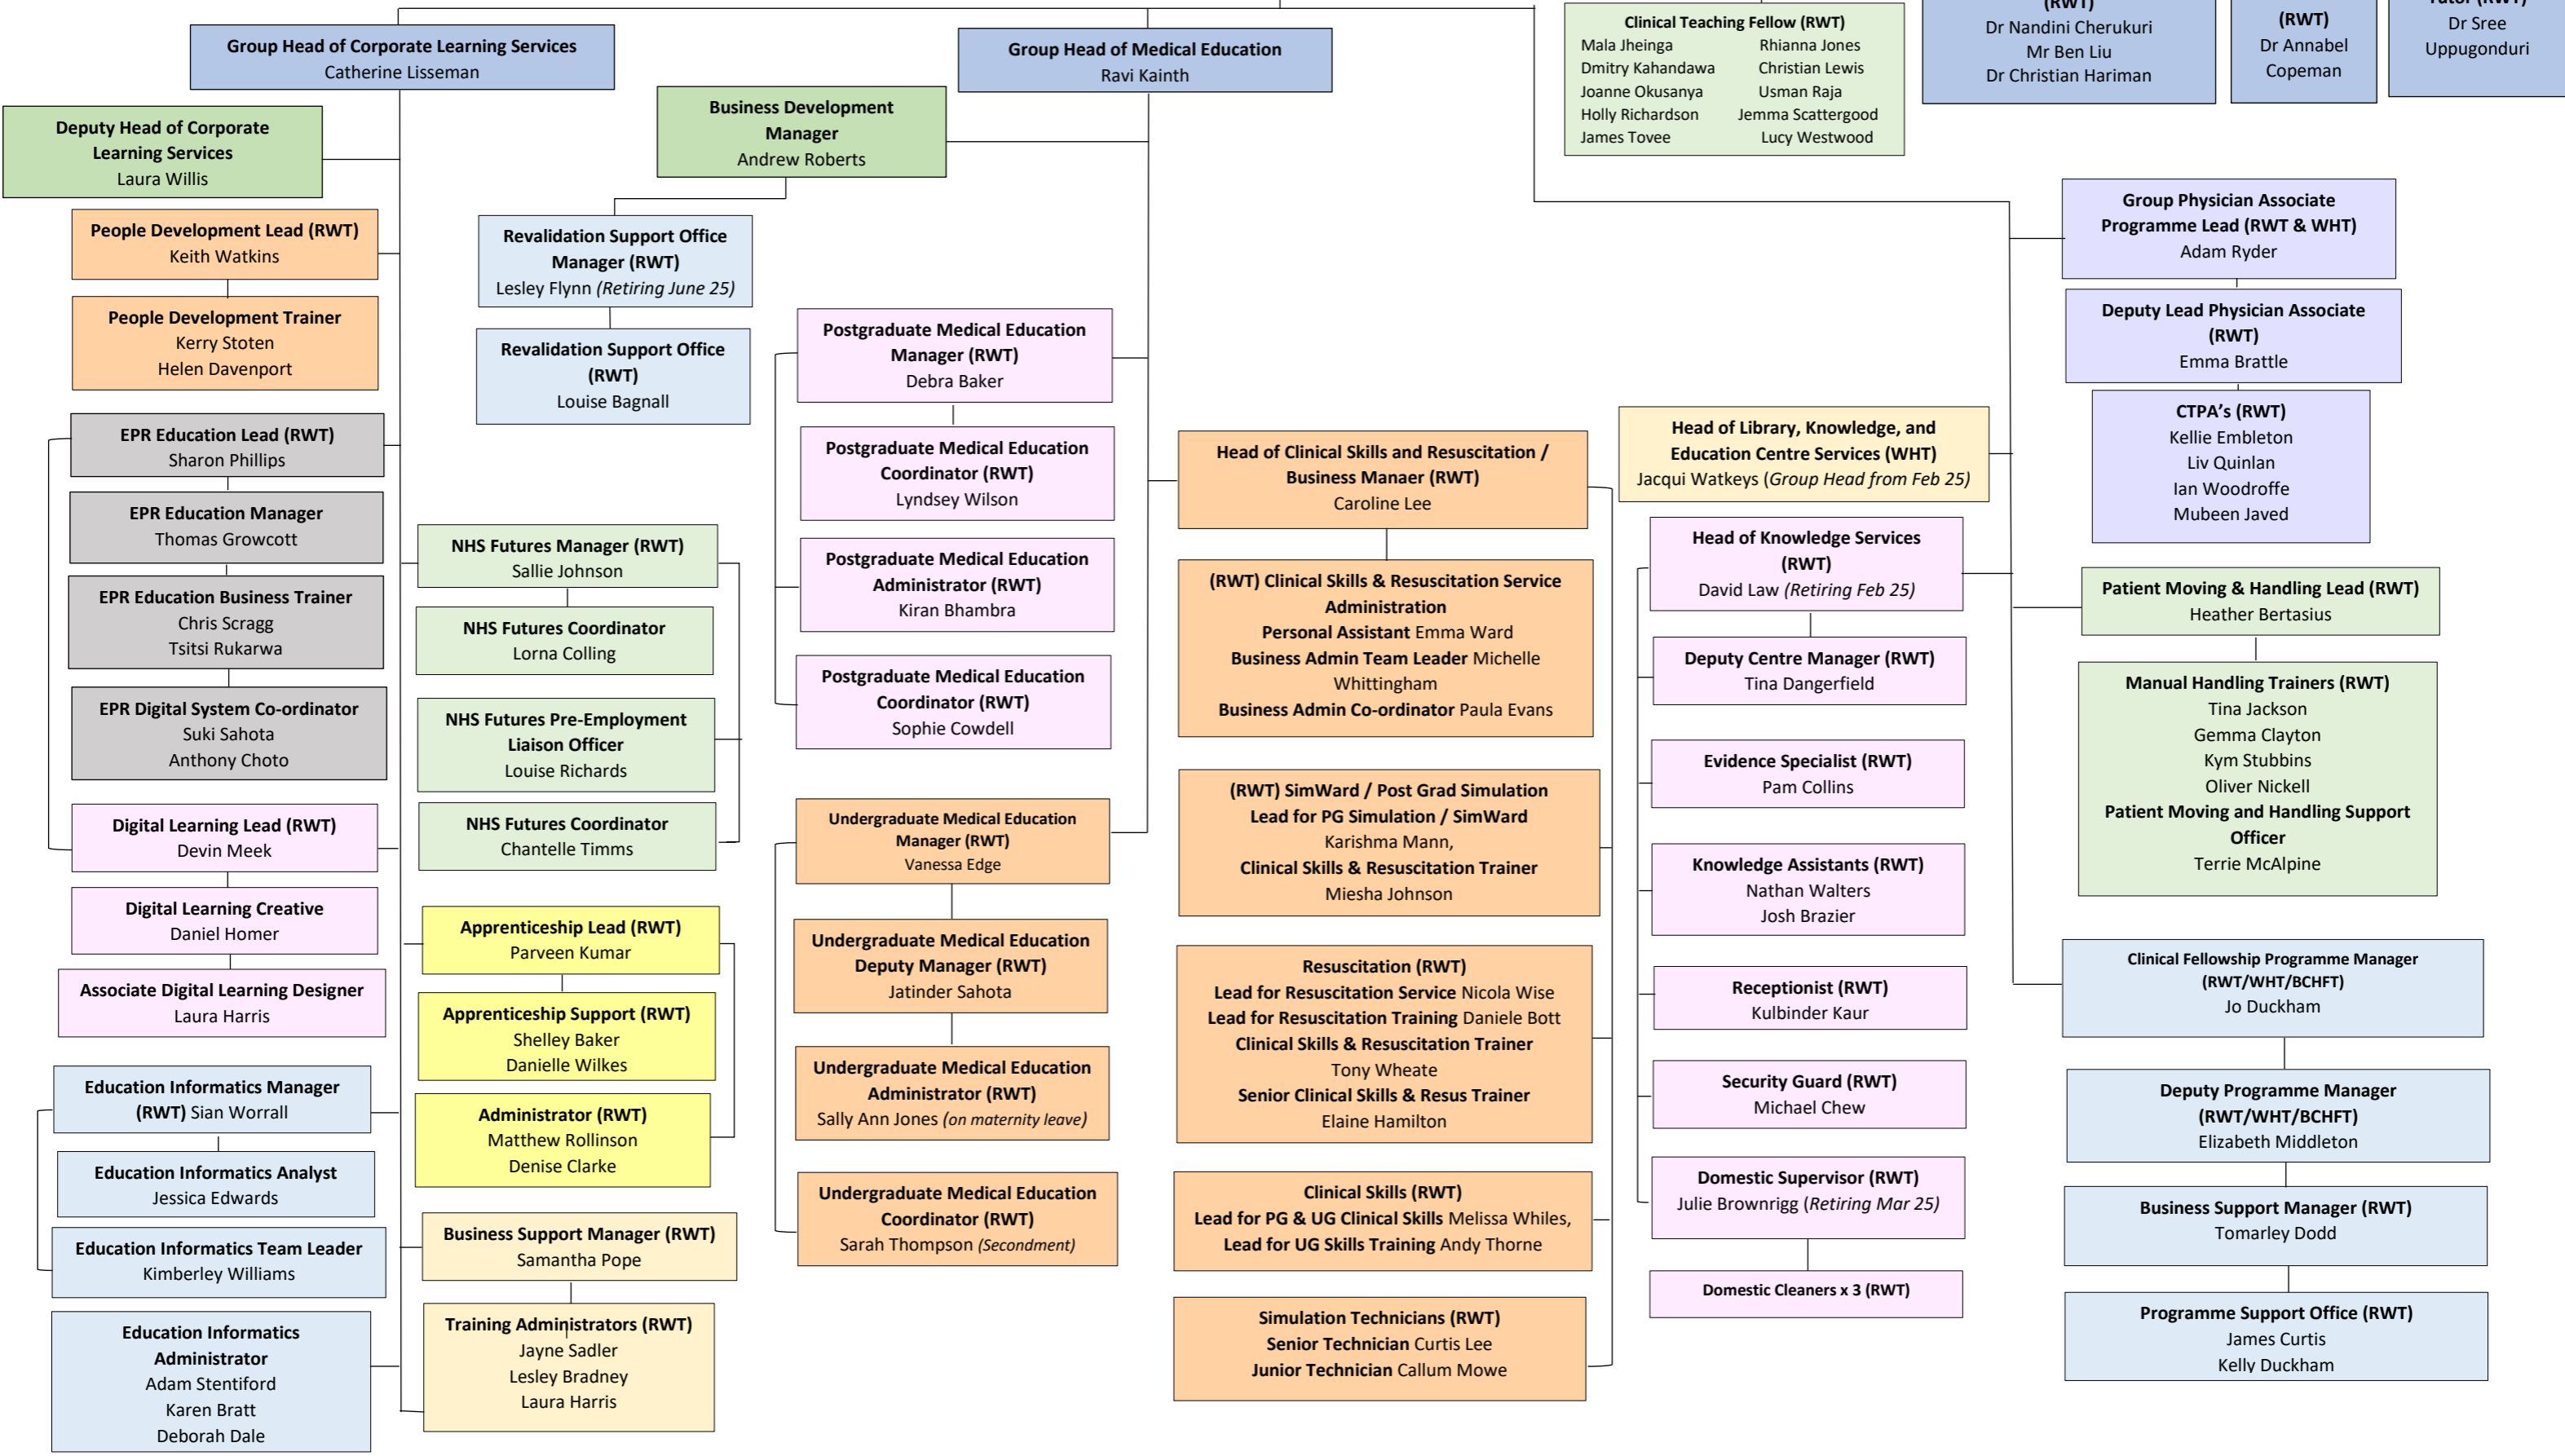 Group Head of Corporate Learning Services
Catherine Lisseman
Group Head of Medical Education
Ravi Kainth
Clinical Teaching Fellow (RWT)
Mala Jheinga Rhianna Jones
Dmitry Kahandawa Christian Lewis
Joanne Okusanya Usman Raja
Holly Richardson Jemma Scattergood
James Tovee Lucy Westwood
(RWT)
Dr Nandini Cherukuri
Mr Ben Liu
Dr Christian Hariman
(RWT)
Dr Annabel
Copeman
Tutor (RWT)
Dr Sree
Uppugonduri
Deputy Head of Corporate
Learning Services
Laura Willis
Business Development
Manager
Andrew Roberts
People Development Lead (RWT)
Keith Watkins
People Development Trainer
Kerry Stoten
Helen Davenport
EPR Education Lead (RWT)
Sharon Phillips
EPR Education Manager
Thomas Growcott
EPR Education Business Trainer
Chris Scragg
Tsitsi Rukarwa
EPR Digital System Co-ordinator
Suki Sahota
Anthony Choto
Digital Learning Lead (RWT)
Devin Meek
Digital Learning Creative
Daniel Homer
Associate Digital Learning Designer
Laura Harris
Education Informatics Manager
(RWT) Sian Worrall
Education Informatics Analyst
Jessica Edwards
Education Informatics Team Leader
Kimberley Williams
Education Informatics
Administrator
Adam Stentiford
Karen Bratt
Deborah Dale
Revalidation Support Office
Manager (RWT)
Lesley Flynn (Retiring June 25)
Revalidation Support Office
(RWT)
Louise Bagnall
NHS Futures Manager (RWT)
Sallie Johnson
NHS Futures Coordinator
Lorna Colling
NHS Futures Pre-Employment
Liaison Officer
Louise Richards
NHS Futures Coordinator
Chantelle Timms
Apprenticeship Lead (RWT)
Parveen Kumar
Apprenticeship Support (RWT)
Shelley Baker
Danielle Wilkes
Administrator (RWT)
Matthew Rollinson
Denise Clarke
Business Support Manager (RWT)
Samantha Pope
Training Administrators (RWT)
Jayne Sadler
Lesley Bradney
Laura Harris
Postgraduate Medical Education
Manager (RWT)
Debra Baker
Postgraduate Medical Education
Coordinator (RWT)
Lyndsey Wilson
Postgraduate Medical Education
Administrator (RWT)
Kiran Bhambra
Postgraduate Medical Education
Coordinator (RWT)
Sophie Cowdell
Undergraduate Medical Education
Manager (RWT)
Vanessa Edge
Undergraduate Medical Education
Deputy Manager (RWT)
Jatinder Sahota
Undergraduate Medical Education
Administrator (RWT)
Sally Ann Jones (on maternity leave)
Undergraduate Medical Education
Coordinator (RWT)
Sarah Thompson (Secondment)
Head of Clinical Skills and Resuscitation /
Business Manaer (RWT)
Caroline Lee
(RWT) Clinical Skills & Resuscitation Service
Administration
Personal Assistant Emma Ward
Business Admin Team Leader Michelle
Whittingham
Business Admin Co-ordinator Paula Evans
(RWT) SimWard / Post Grad Simulation
Lead for PG Simulation / SimWard
Karishma Mann,
Clinical Skills & Resuscitation Trainer
Miesha Johnson
Resuscitation (RWT)
Lead for Resuscitation Service Nicola Wise
Lead for Resuscitation Training Daniele Bott
Clinical Skills & Resuscitation Trainer
Tony Wheate
Senior Clinical Skills & Resus Trainer
Elaine Hamilton
Clinical Skills (RWT)
Lead for PG & UG Clinical Skills Melissa Whiles,
Lead for UG Skills Training Andy Thorne
Simulation Technicians (RWT)
Senior Technician Curtis Lee
Junior Technician Callum Mowe
Head of Library, Knowledge, and
Education Centre Services (WHT)
Jacqui Watkeys (Group Head from Feb 25)
Head of Knowledge Services
(RWT)
David Law (Retiring Feb 25)
Deputy Centre Manager (RWT)
Tina Dangerfield
Evidence Specialist (RWT)
Pam Collins
Knowledge Assistants (RWT)
Nathan Walters
Josh Brazier
Receptionist (RWT)
Kulbinder Kaur
Security Guard (RWT)
Michael Chew
Domestic Supervisor (RWT)
Julie Brownrigg (Retiring Mar 25)
Domestic Cleaners x 3 (RWT)
Group Physician Associate
Programme Lead (RWT & WHT)
Adam Ryder
Deputy Lead Physician Associate
(RWT)
Emma Brattle
CTPA’s (RWT)
Kellie Embleton
Liv Quinlan
Ian Woodroffe
Mubeen Javed
Patient Moving & Handling Lead (RWT)
Heather Bertasius
Manual Handling Trainers (RWT)
Tina Jackson
Gemma Clayton
Kym Stubbins
Oliver Nickell
Patient Moving and Handling Support
Officer
Terrie McAlpine
Clinical Fellowship Programme Manager
(RWT/WHT/BCHFT)
Jo Duckham
Deputy Programme Manager
(RWT/WHT/BCHFT)
Elizabeth Middleton
Business Support Manager (RWT)
Tomarley Dodd
Programme Support Office (RWT)
James Curtis
Kelly Duckham